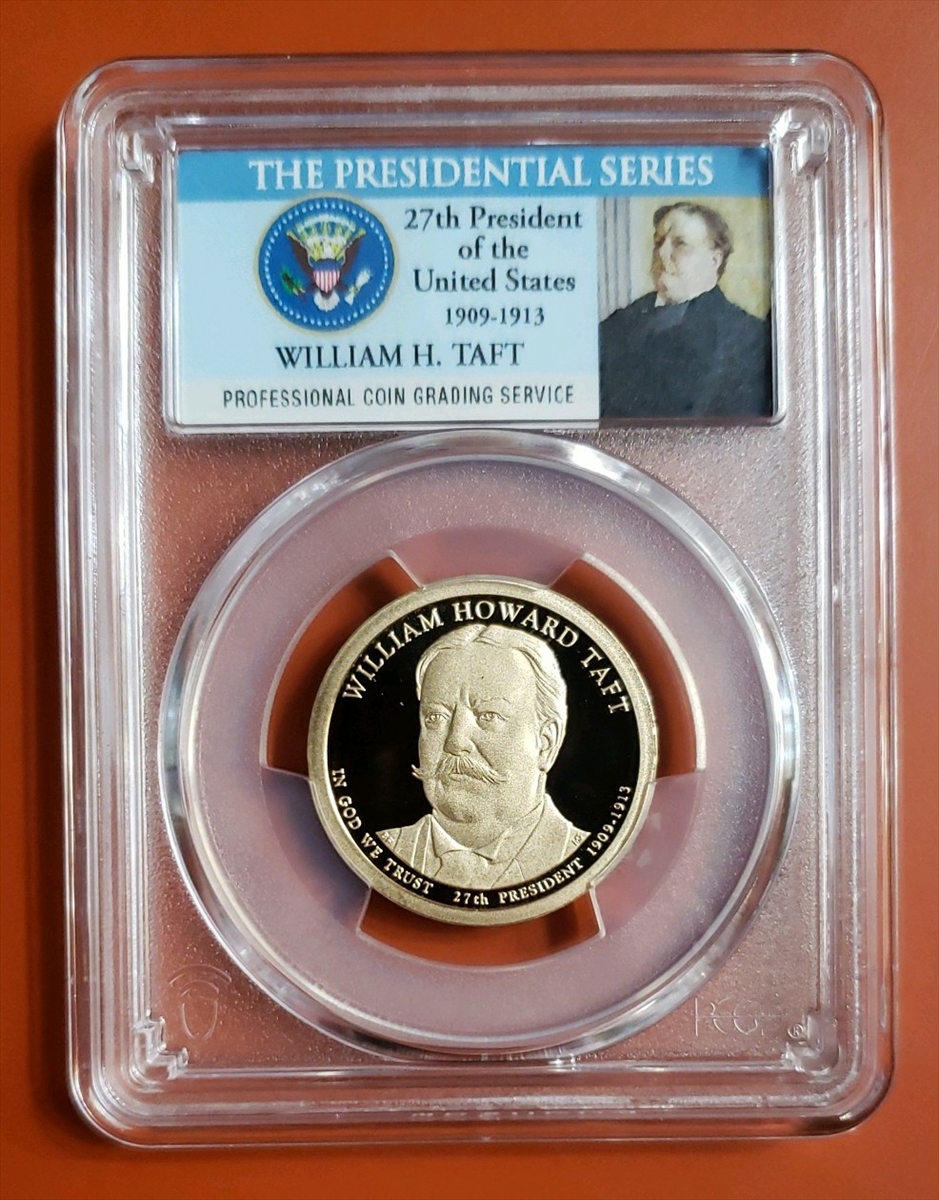 THE PRESIDENTIAL SERIES
27th President
of the
United States
1909-1913
WILLIAM H. TAFT
PROFESSIONAL COIN GRADING SERVICE
WILLIAM HOWARD TAFT
IN GOD WE TRUST
27th PRESIDENT 1909-1913
PCGS
®